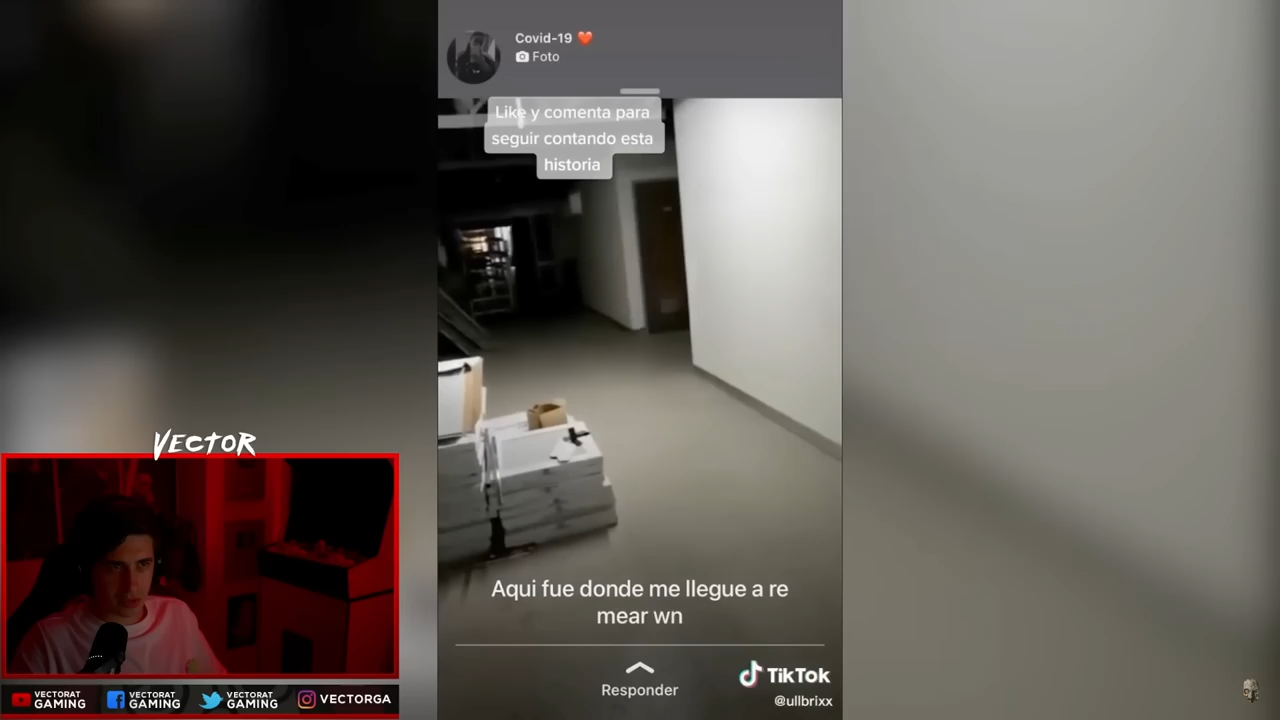 Covid-19 ❤️
Foto
Like y comenta para
seguir contando esta
historia
Aqui fue donde me llegue a re
mear wn
Responder
TikTok
@ullbrixx
VECTOR
VECTORAT
GAMING
VECTORAT
GAMING
VECTORAT
GAMING
VECTORGA